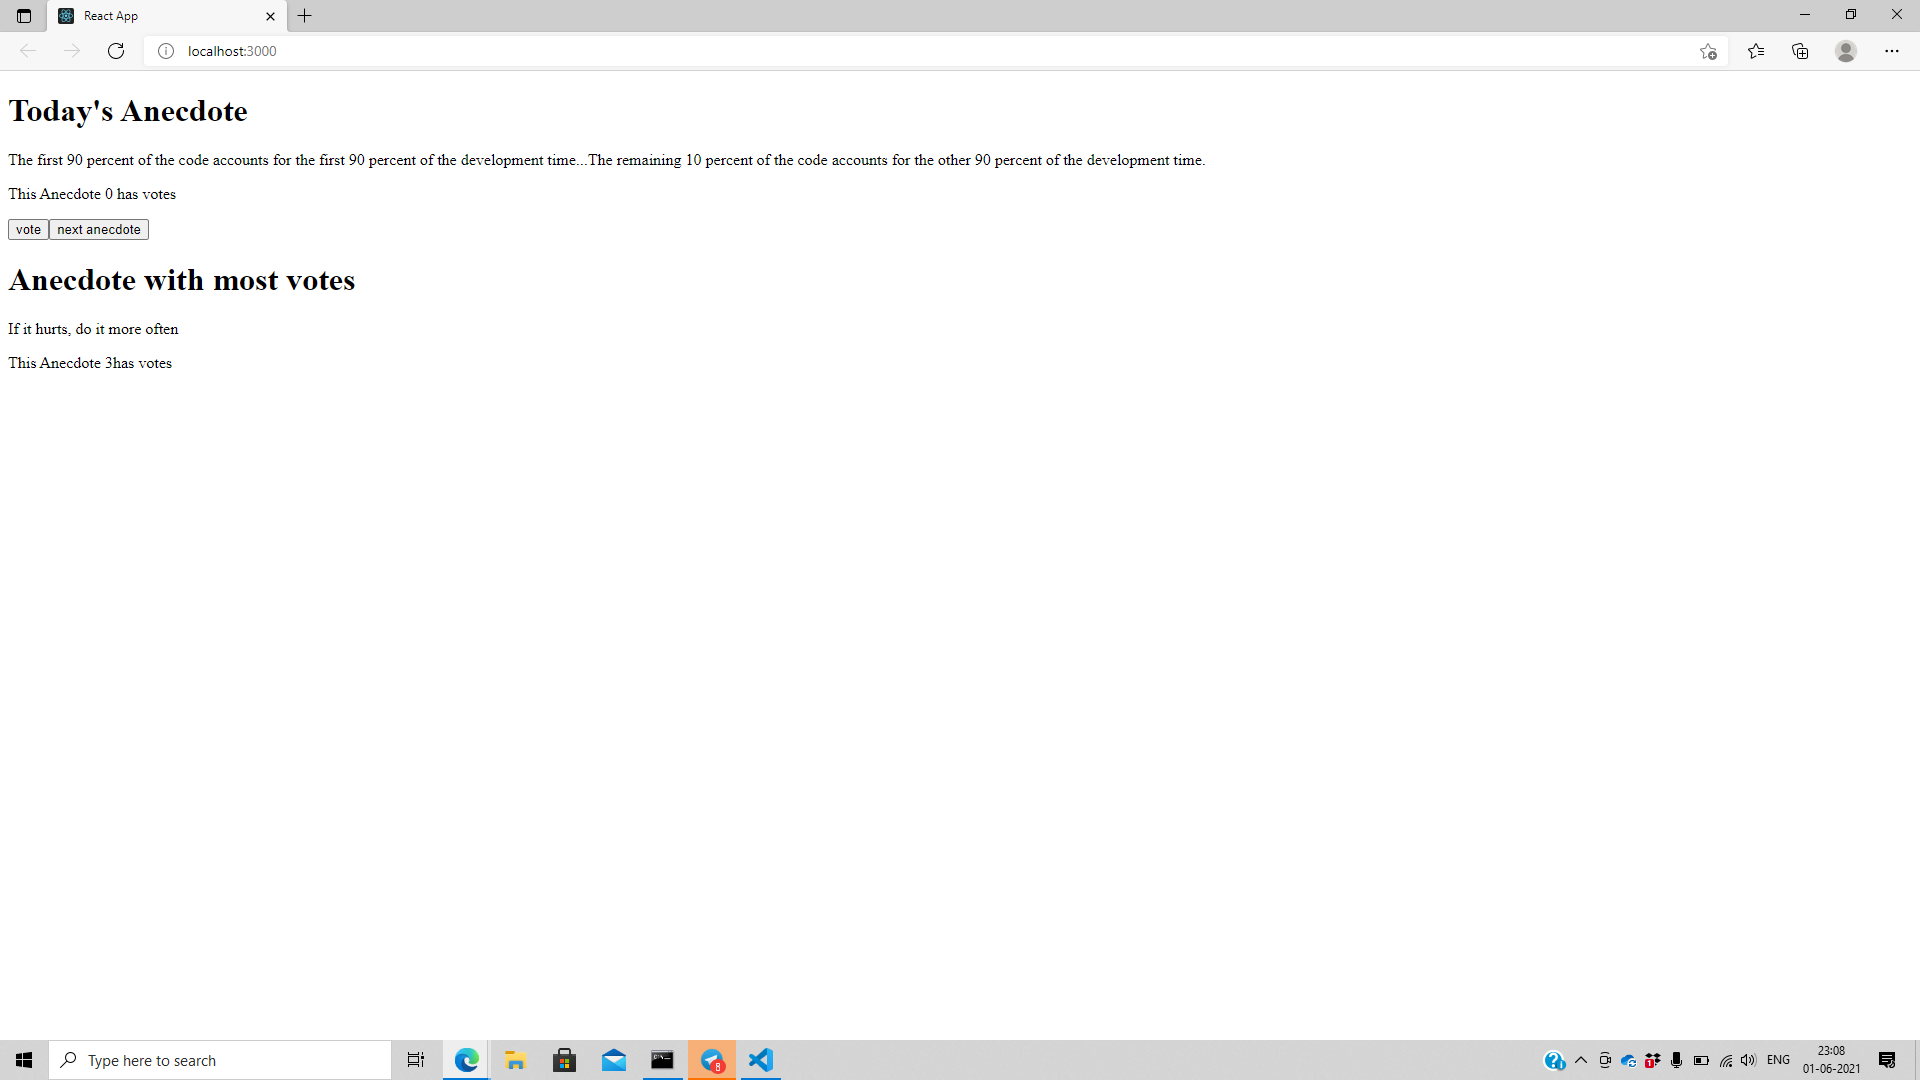 React App
localhost:3000
Today's Anecdote
The first 90 percent of the code accounts for the first 90 percent of the development time...The remaining 10 percent of the code accounts for the other 90 percent of the development time.
This Anecdote 0 has votes
vote next anecdote
Anecdote with most votes
If it hurts, do it more often
This Anecdote 3has votes
Type here to search
8
1
ENG
23:08
01-06-2021